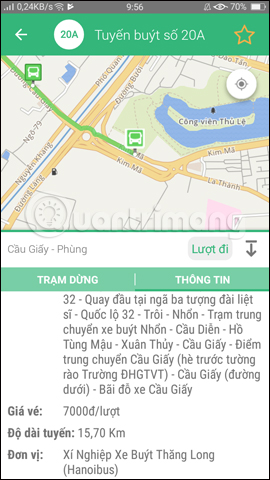 0,24KB/s
9:56
70%
20A
Tuyến buýt số 20A
Công viên Thủ Lệ
Kim Mã
Kim Mã
La Thành
Đường Bưởi
Nguyễn Khang
Đường Láng
Ngõ-79
Quantrimang
Cầu Giấy - Phùng
Lượt đi
TRẠM DỪNG
THÔNG TIN
32 - Quay đầu tại ngã ba tượng đài liệt
sĩ - Quốc lộ 32 - Trôi - Nhổn - Trạm trung
chuyển xe buýt Nhổn - Cầu Diễn - Hồ
Tùng Mậu - Xuân Thủy - Cầu Giấy - Điểm
trung chuyển Cầu Giấy (hè trước tường
rào Trường ĐHGTVT) - Cầu Giấy (đường
dưới) - Bãi đỗ xe Cầu Giấy
Giá vé: 7000đ/lượt
Độ dài tuyến: 15,70 Km
Đơn vị: Xí Nghiệp Xe Buýt Thăng Long
(Hanoibus)